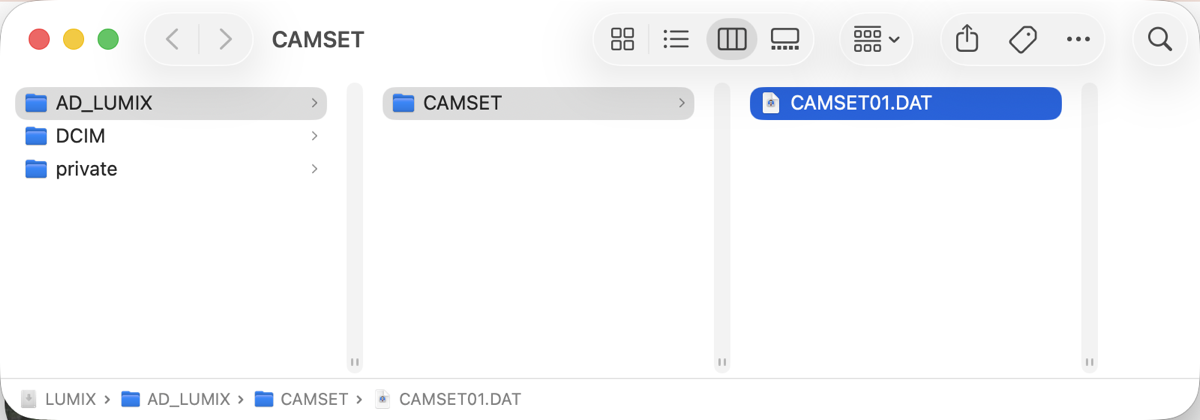 CAMSET
AD_LUMIX
DCIM
private
CAMSET
CAMSET01.DAT
LUMIX › AD_LUMIX › CAMSET › CAMSET01.DAT